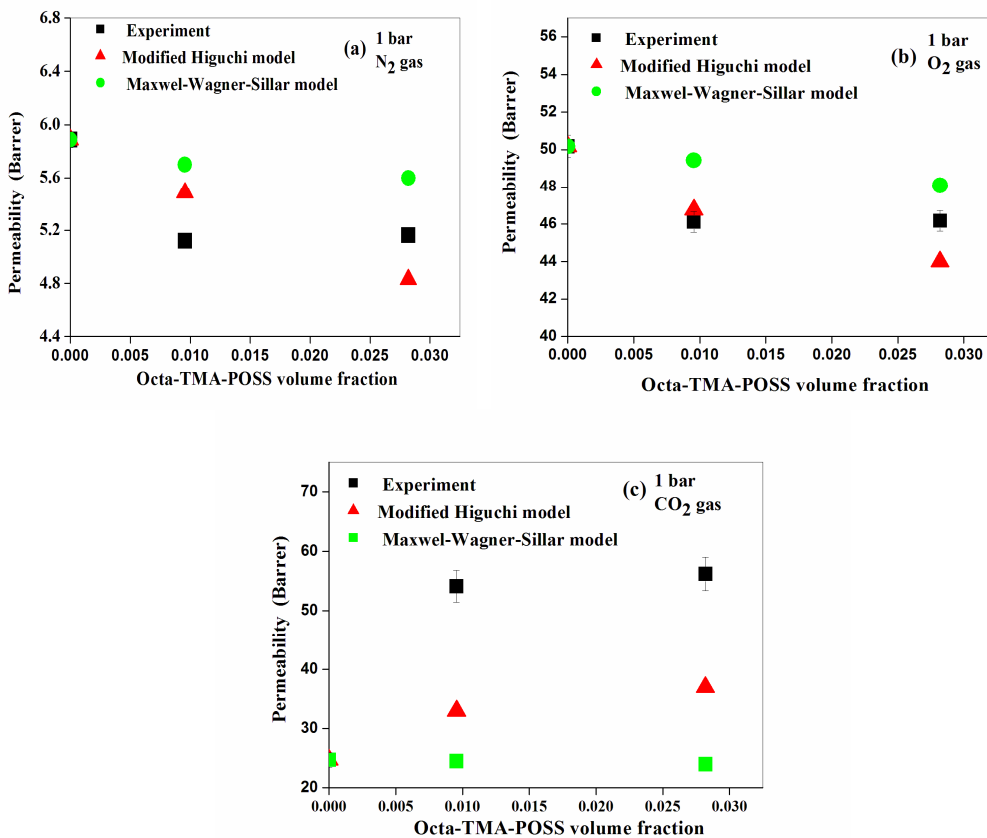 6.8
6.4
6.0
5.6
5.2
4.8
4.4
Permeability (Barrer)
Experiment
Modified Higuchi model
Maxwel-Wagner-Sillar model
(a)
1 bar
N2 gas
0.000 0.005 0.010 0.015 0.020 0.025 0.030
Octa-TMA-POSS volume fraction
56
54
52
50
48
46
44
42
40
Permeability (Barrer)
Experiment
Modified Higuchi model
Maxwel-Wagner-Sillar model
(b)
1 bar
O2 gas
0.000 0.005 0.010 0.015 0.020 0.025 0.030
Octa-TMA-POSS volume fraction
70
60
50
40
30
20
Permeability (Barrer)
Experiment
Modified Higuchi model
Maxwel-Wagner-Sillar model
(c)
1 bar
CO2 gas
0.000 0.005 0.010 0.015 0.020 0.025 0.030
Octa-TMA-POSS volume fraction